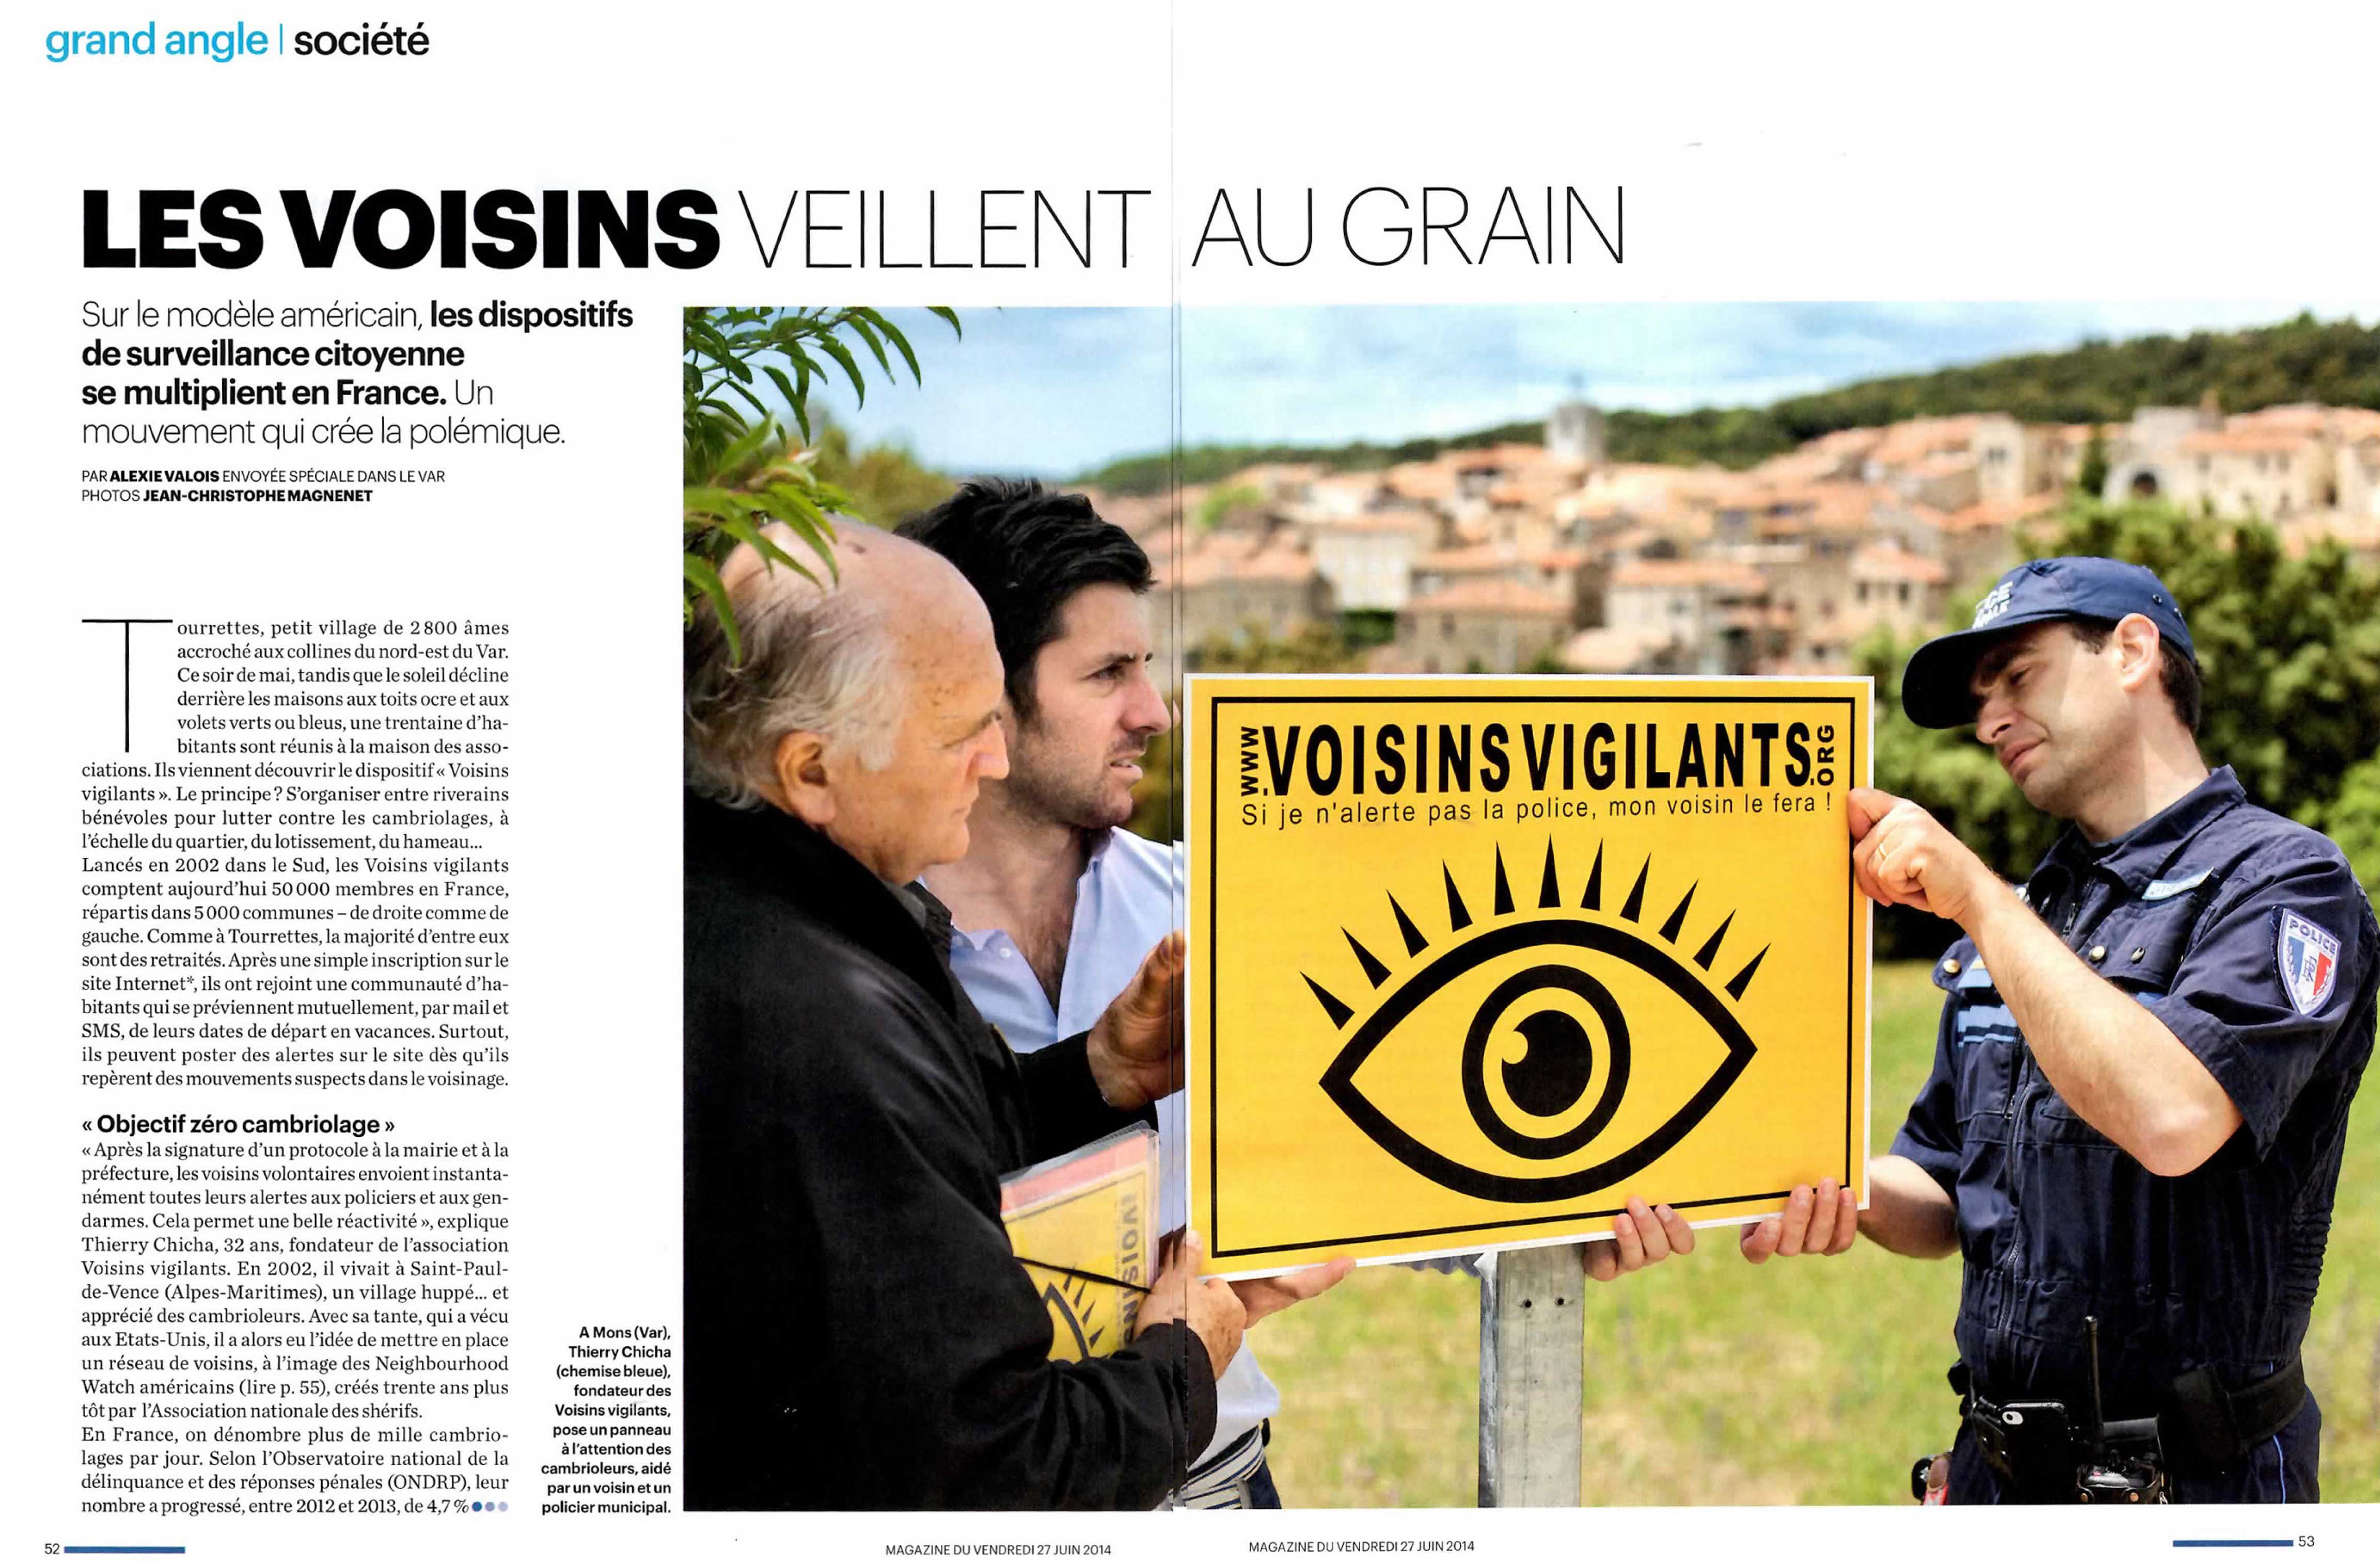 grand angle | société
LES VOISINS VEILLENT AU GRAIN
Sur le modèle américain, les dispositifs
de surveillance citoyenne
se multiplient en France. Un
mouvement qui crée la polémique.
PAR ALEXIE VALOIS ENVOYÉE SPÉCIALE DANS LE VAR
PHOTOS JEAN-CHRISTOPHE MAGNENET
Tourrettes, petit village de 2 800 âmes
accroché aux collines du nord-est du Var.
Ce soir de mai, tandis que le soleil décline
derrière les maisons aux toits ocre et aux
volets verts ou bleus, une trentaine d'ha-
bitants sont réunis à la maison des asso-
ciations. Ils viennent découvrir le dispositif « Voisins
vigilants ». Le principe ? S'organiser entre riverains
bénévoles pour lutter contre les cambriolages, à
l'échelle du quartier, du lotissement, du hameau...
Lancés en 2002 dans le Sud, les Voisins vigilants
comptent aujourd'hui 50 000 membres en France,
répartis dans 5 000 communes – de droite comme de
gauche. Comme à Tourrettes, la majorité d'entre eux
sont des retraités. Après une simple inscription sur le
site Internet*, ils ont rejoint une communauté d'ha-
bitants qui se préviennent mutuellement, par mail et
SMS, de leurs dates de départ en vacances. Surtout,
ils peuvent poster des alertes sur le site dès qu'ils
repèrent des mouvements suspects dans le voisinage.
« Objectif zéro cambriolage »
« Après la signature d'un protocole à la mairie et à la
préfecture, les voisins volontaires envoient instanta-
nément toutes leurs alertes aux policiers et aux gen-
darmes. Cela permet une belle réactivité », explique
Thierry Chicha, 32 ans, fondateur de l'association
Voisins vigilants. En 2002, il vivait à Saint-Paul-
de-Vence (Alpes-Maritimes), un village huppé... et
apprécié des cambrioleurs. Avec sa tante, qui a vécu
aux Etats-Unis, il a alors eu l'idée de mettre en place
un réseau de voisins, à l'image des Neighbourhood
Watch américains (lire p. 55), créés trente ans plus
tôt par l'Association nationale des shérifs.
En France, on dénombre plus de mille cambrio-
lages par jour. Selon l'Observatoire national de la
délinquance et des réponses pénales (ONDRP), leur
nombre a progressé, entre 2012 et 2013, de 4,7 %
A Mons (Var),
Thierry Chicha
(chemise bleue),
fondateur des
Voisins vigilants,
pose un panneau
à l'attention des
cambrioleurs, aidé
par un voisin et un
policier municipal.
WWW.VOISINSVIGILANTS.ORG
Si je n'alerte pas la police, mon voisin le fera !
POLICE
52
MAGAZINE DU VENDREDI 27 JUIN 2014
MAGAZINE DU VENDREDI 27 JUIN 2014
53